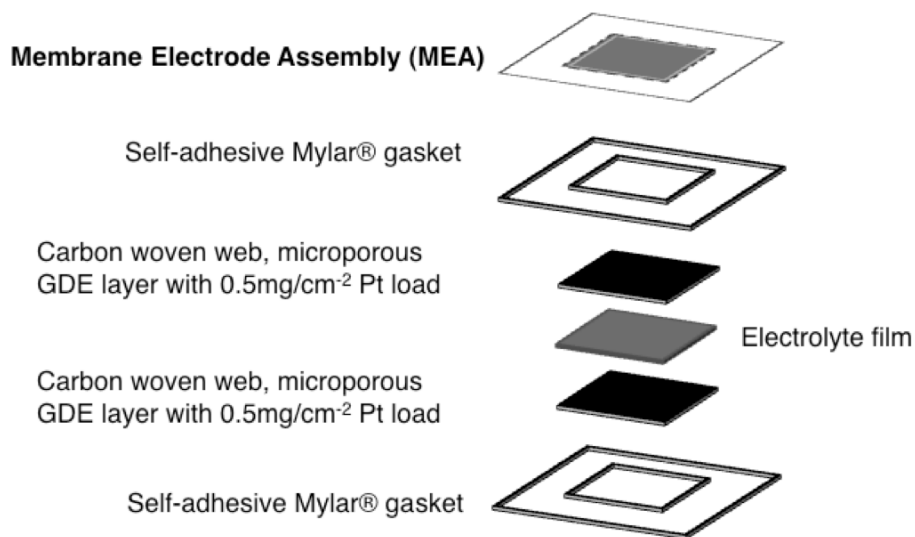 Membrane Electrode Assembly (MEA)
Self-adhesive Mylar® gasket
Carbon woven web, microporous
GDE layer with 0.5mg/cm⁻² Pt load
Electrolyte film
Carbon woven web, microporous
GDE layer with 0.5mg/cm⁻² Pt load
Self-adhesive Mylar® gasket